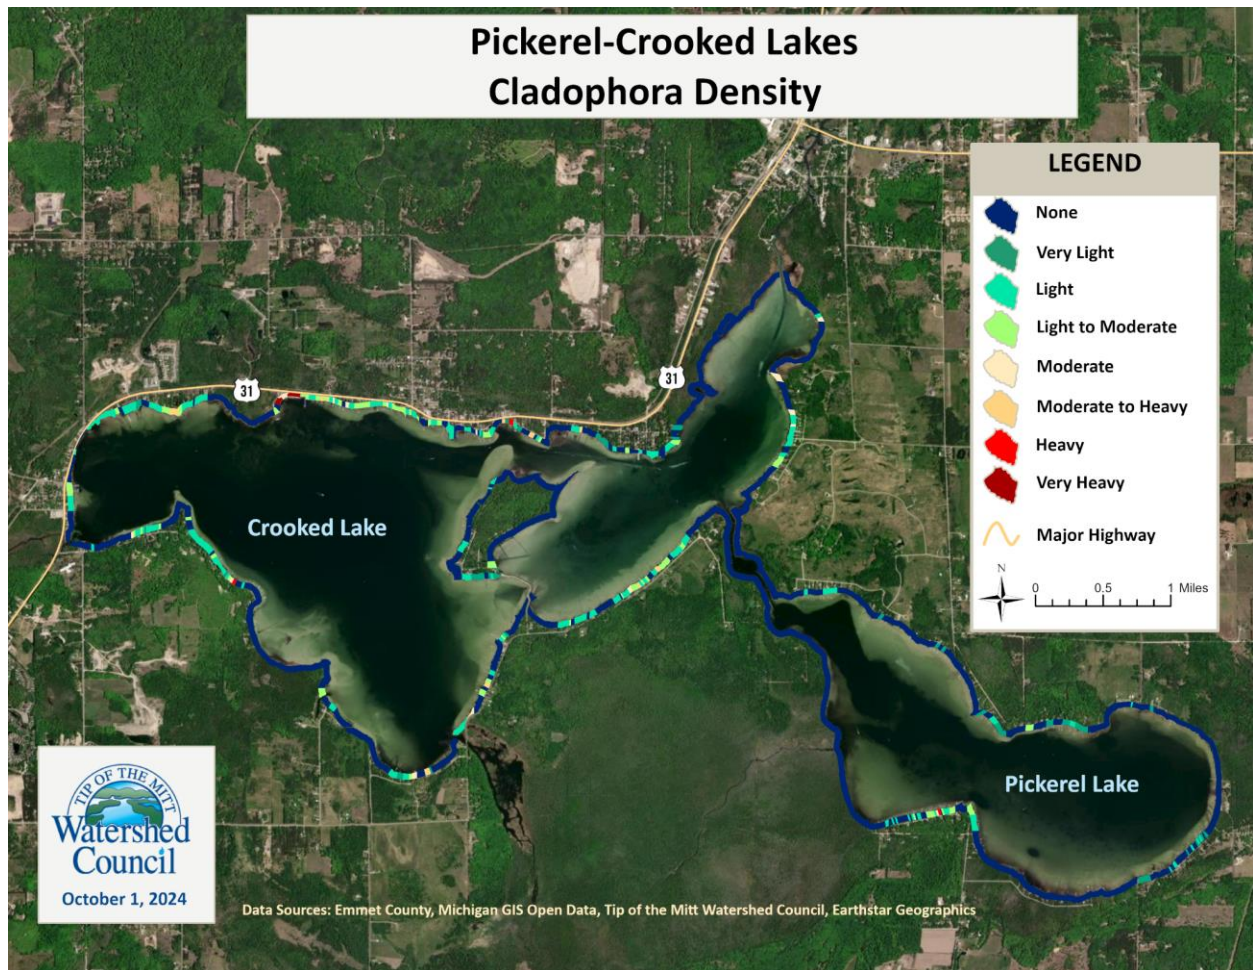 Pickerel-Crooked Lakes
Cladophora Density
LEGEND
None
Very Light
Light
Light to Moderate
Moderate
Moderate to Heavy
Heavy
Very Heavy
Major Highway
N
0 0.5 1 Miles
31
31
Crooked Lake
Pickerel Lake
TIP OF THE MITT
Watershed
Council
October 1, 2024
Data Sources: Emmet County, Michigan GIS Open Data, Tip of the Mitt Watershed Council, Earthstar Geographics